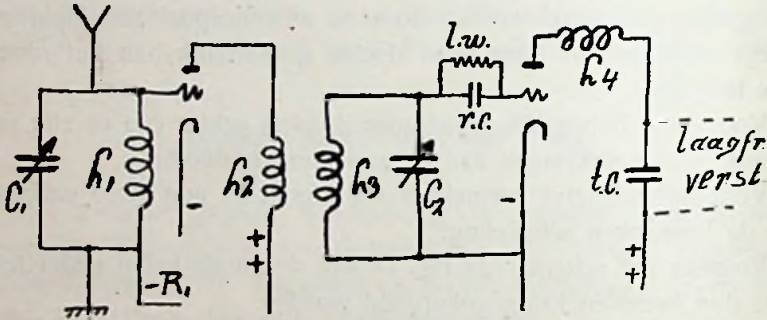 l.w.
r.c.
h4
C₁
h₁
h2
h3
C₂
t.c.
laagfr.
verst.
-R₁
-
-
+
+
+
+